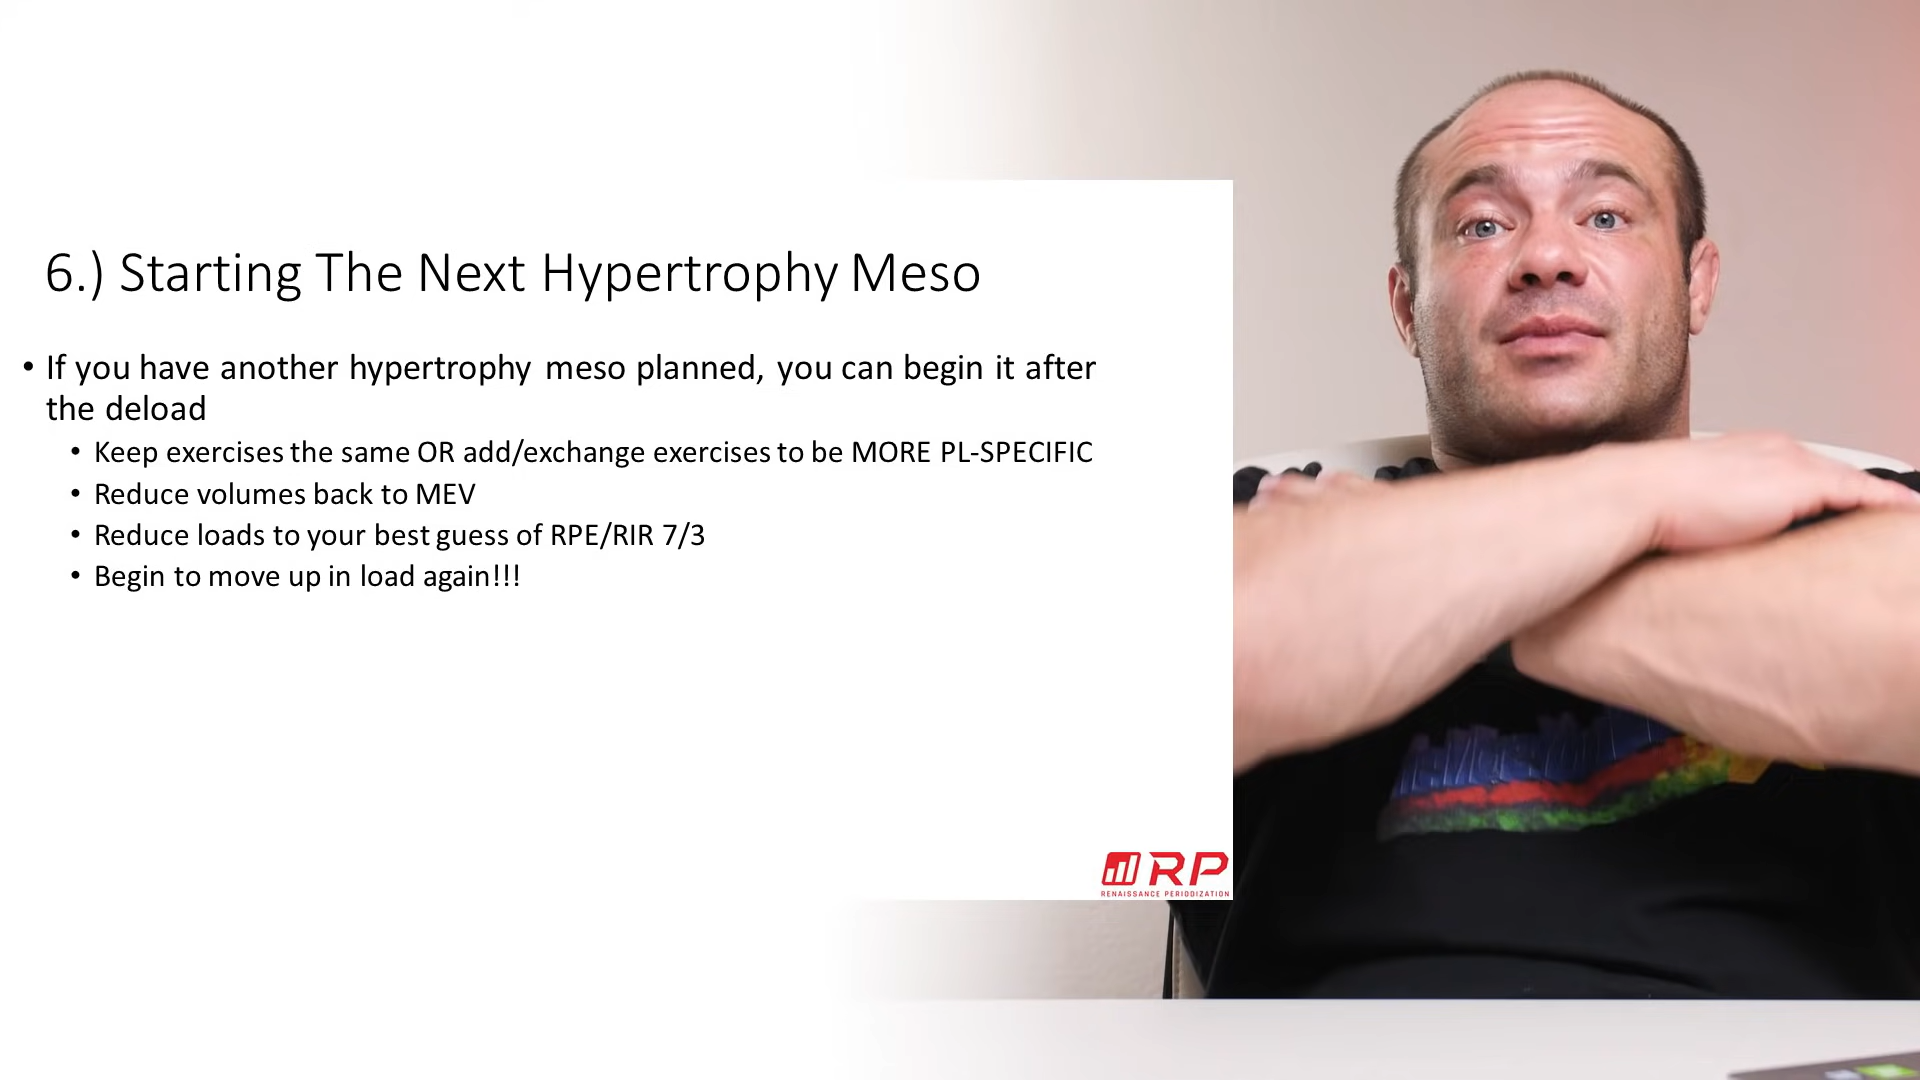 6.) Starting The Next Hypertrophy Meso
• If you have another hypertrophy meso planned, you can begin it after
the deload
• Keep exercises the same OR add/exchange exercises to be MORE PL-SPECIFIC
• Reduce volumes back to MEV
• Reduce loads to your best guess of RPE/RIR 7/3
• Begin to move up in load again!!!
RP
RENAISSANCE PERIODIZATION